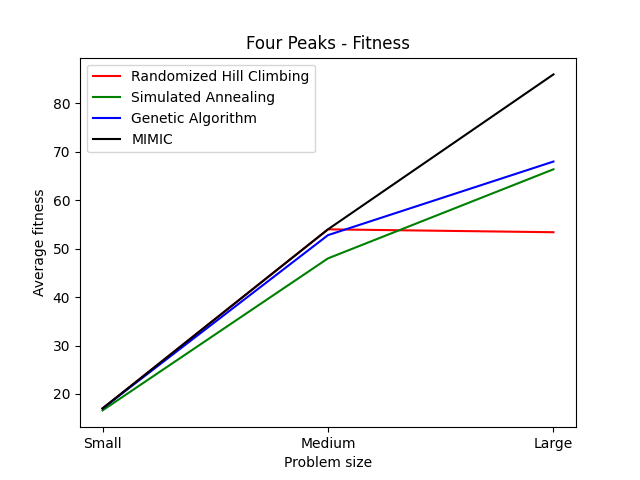 Four Peaks - Fitness
Randomized Hill Climbing
Simulated Annealing
Genetic Algorithm
MIMIC
Average fitness
80
70
60
50
40
30
20
Small
Medium
Large
Problem size